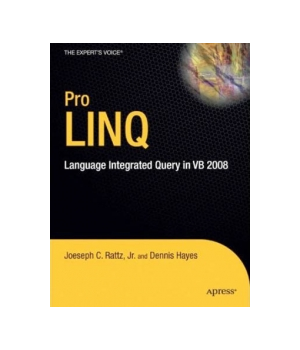 THE EXPERT'S VOICE®
Pro
LINQ
Language Integrated Query in VB 2008
Joeseph C. Rattz, Jr. and Dennis Hayes
Apress®